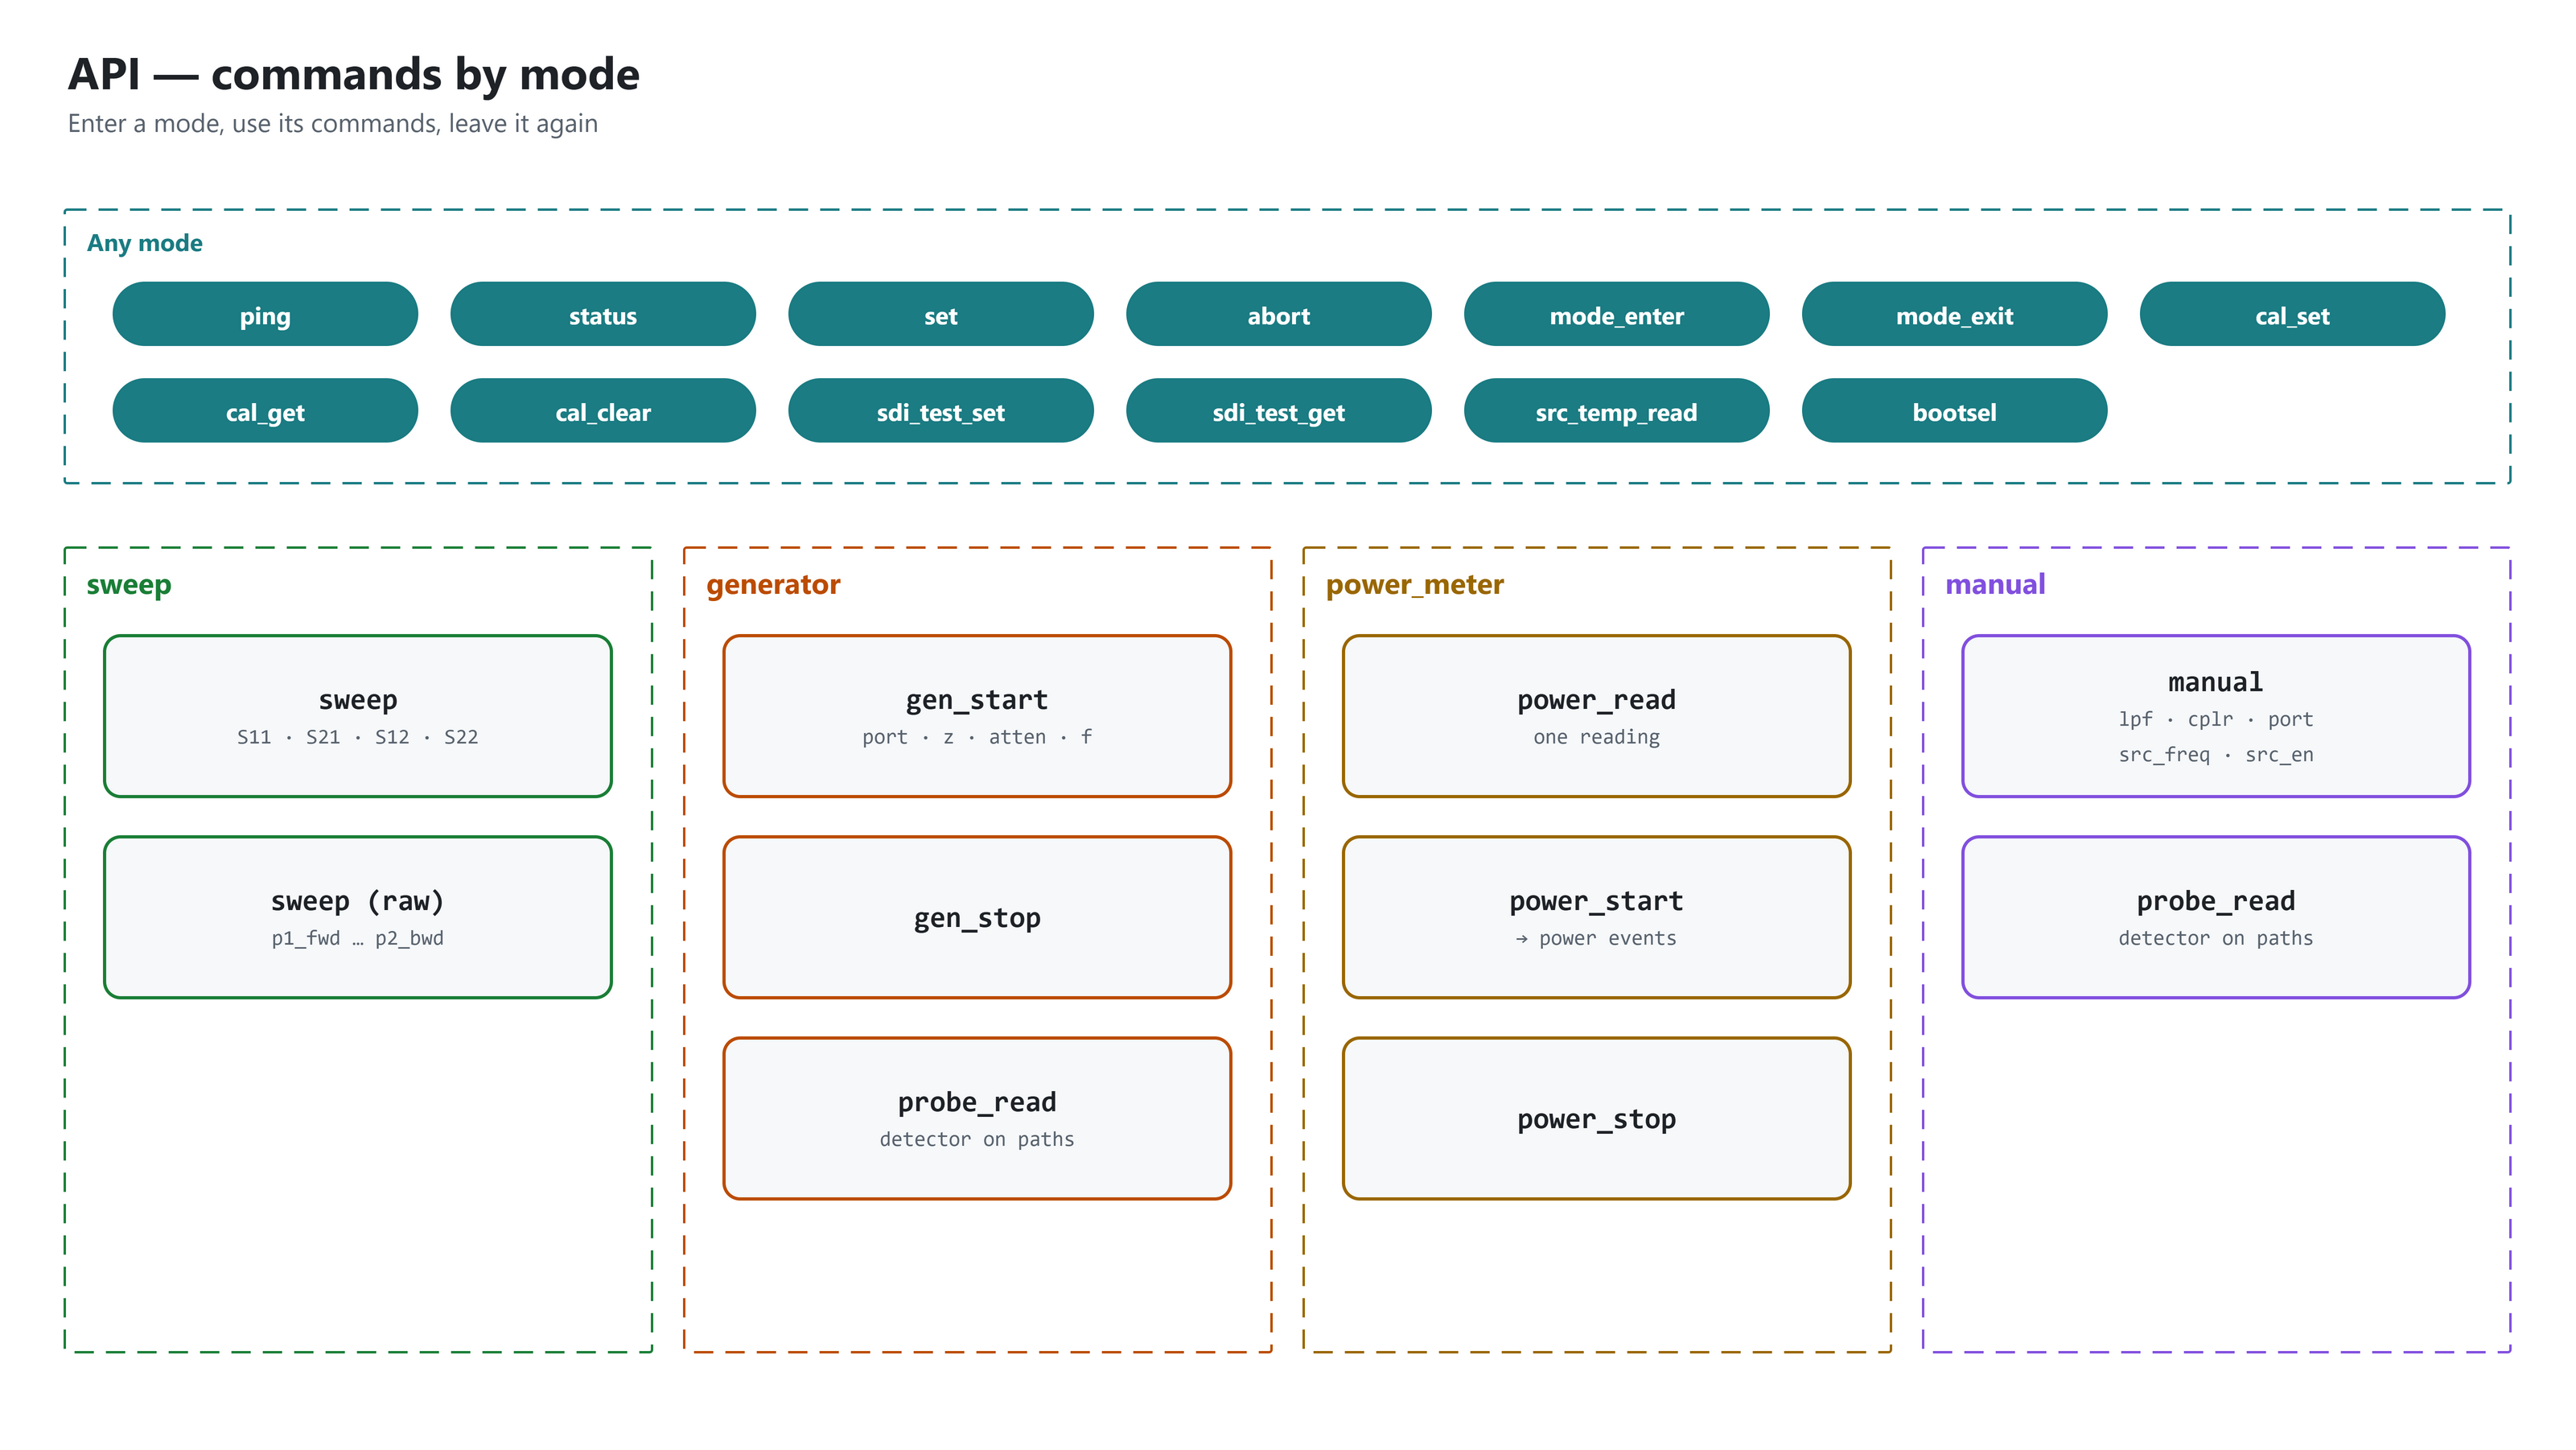 API — commands by mode
Enter a mode, use its commands, leave it again
Any mode
ping
status
set
abort
mode_enter
mode_exit
cal_set
cal_get
cal_clear
sdi_test_set
sdi_test_get
src_temp_read
bootsel
sweep
sweep
S11 · S21 · S12 · S22
sweep (raw)
p1_fwd … p2_bwd
generator
gen_start
port · z · atten · f
gen_stop
probe_read
detector on paths
power_meter
power_read
one reading
power_start
→ power events
power_stop
manual
manual
lpf · cplr · port
src_freq · src_en
probe_read
detector on paths